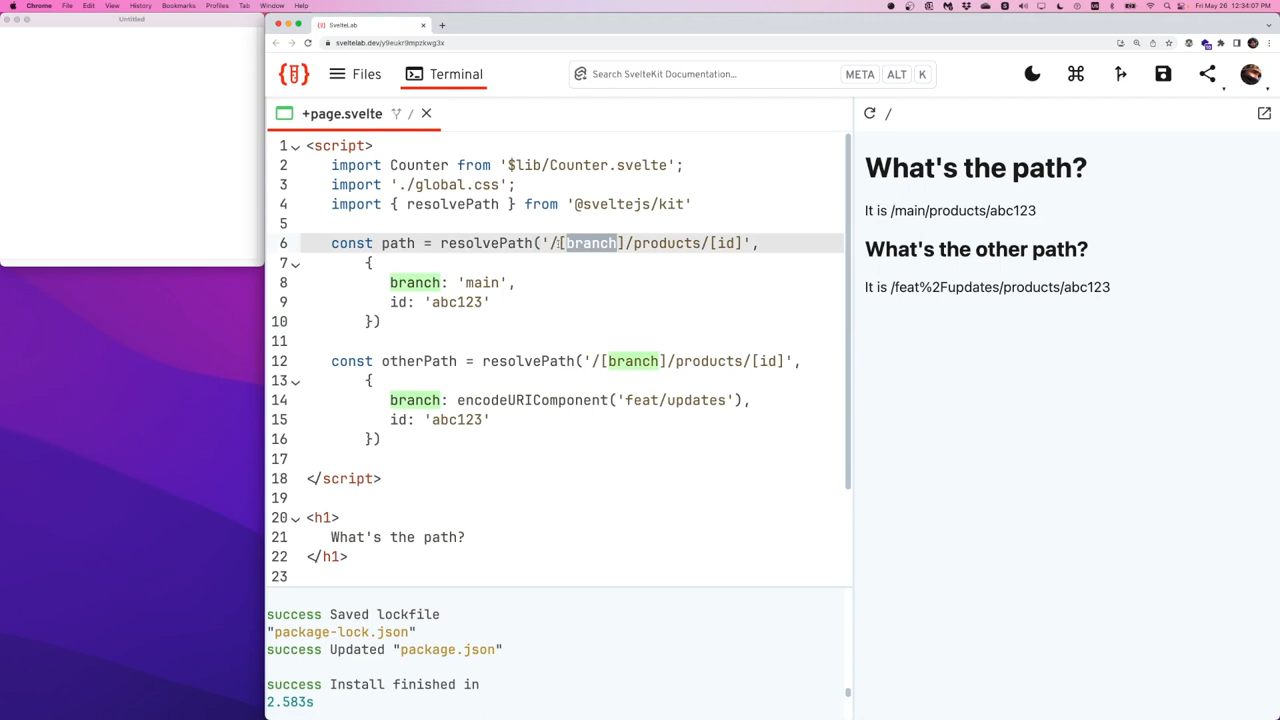 Chrome File Edit View History Bookmarks Profiles Tab Window Help
Fri May 26 12:34:07 PM
Untitled
SvelteLab
sveltelab.dev/y9eukr9mpzkwg3x
Files
Terminal
Search SvelteKit Documentation...
META
ALT
K
+page.svelte
/
/
1 <script>
2 import Counter from '$lib/Counter.svelte';
3 import './global.css';
4 import { resolvePath } from '@sveltejs/kit'
5
6 const path = resolvePath('/[branch]/products/[id]',
7 {
8 branch: 'main',
9 id: 'abc123'
10 })
11
12 const otherPath = resolvePath('/[branch]/products/[id]',
13 {
14 branch: encodeURIComponent('feat/updates'),
15 id: 'abc123'
16 })
17
18 </script>
19
20 <h1>
21 What's the path?
22 </h1>
23
success Saved lockfile
"package-lock.json"
success Updated "package.json"
success Install finished in
2.583s
What's the path?
It is /main/products/abc123
What's the other path?
It is /feat%2Fupdates/products/abc123